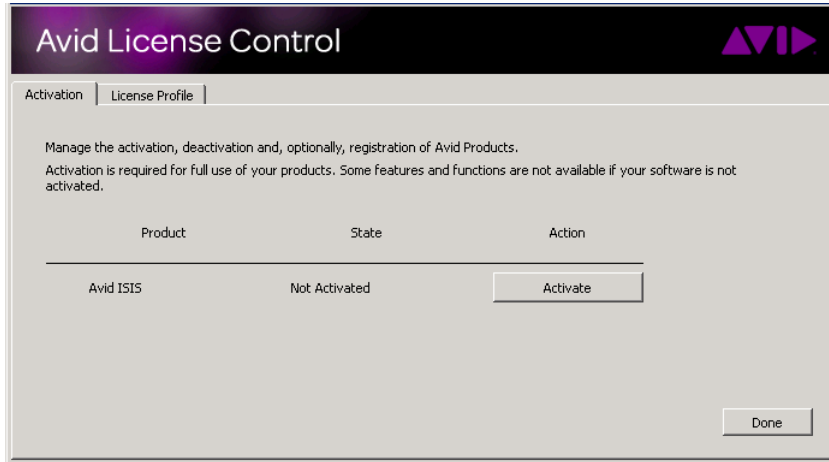 Avid License Control
AVID
Activation
License Profile
Manage the activation, deactivation and, optionally, registration of Avid Products.
Activation is required for full use of your products. Some features and functions are not available if your software is not
activated.
Product State Action
Avid ISIS Not Activated Activate
Done